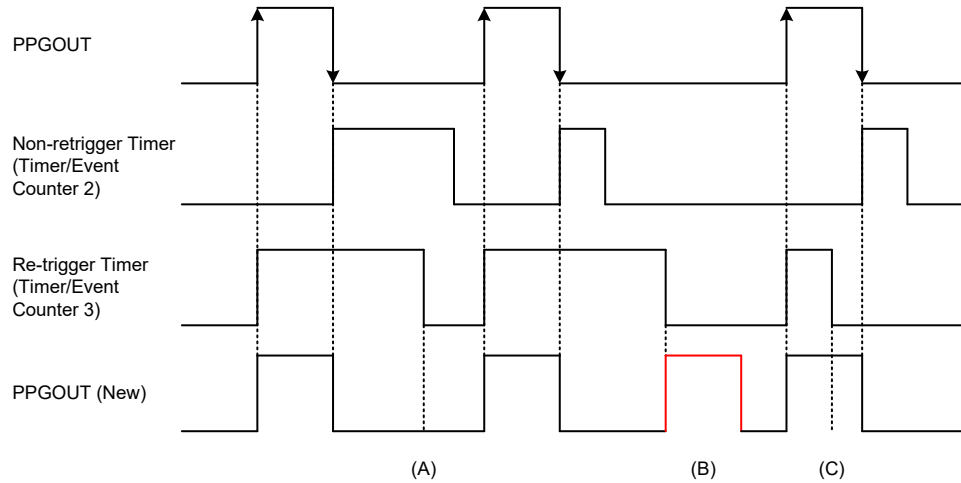 PPGOUT
Non-retrigger Timer
(Timer/Event
Counter 2)
Re-trigger Timer
(Timer/Event
Counter 3)
PPGOUT (New)
(A)
(B)
(C)